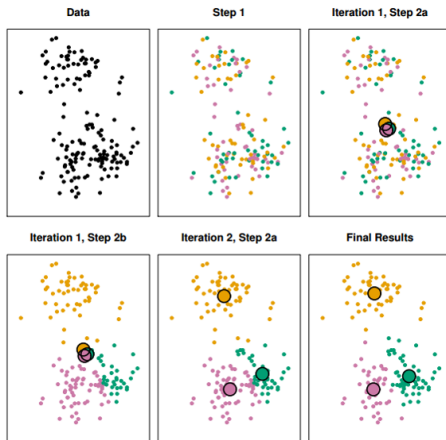 Data
Step 1
Iteration 1, Step 2a
Iteration 1, Step 2b
Iteration 2, Step 2a
Final Results